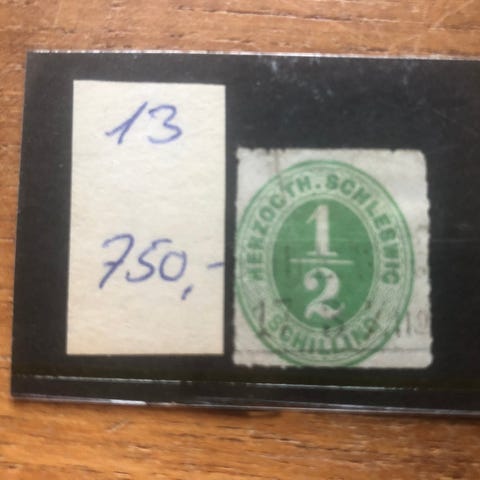 13
750,-
HERZOGTH. SCHLESWIG
1/2
SCHILLING